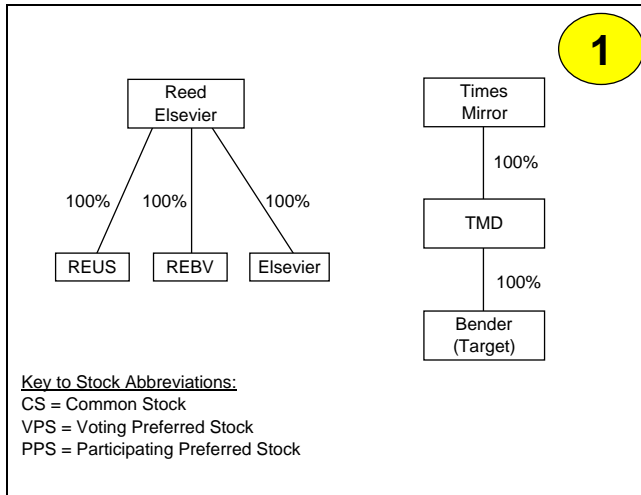 1
Reed
Elsevier
Times
Mirror
100%
100%
100%
100%
TMD
REUS
REBV
Elsevier
100%
Bender
(Target)
Key to Stock Abbreviations:
CS = Common Stock
VPS = Voting Preferred Stock
PPS = Participating Preferred Stock